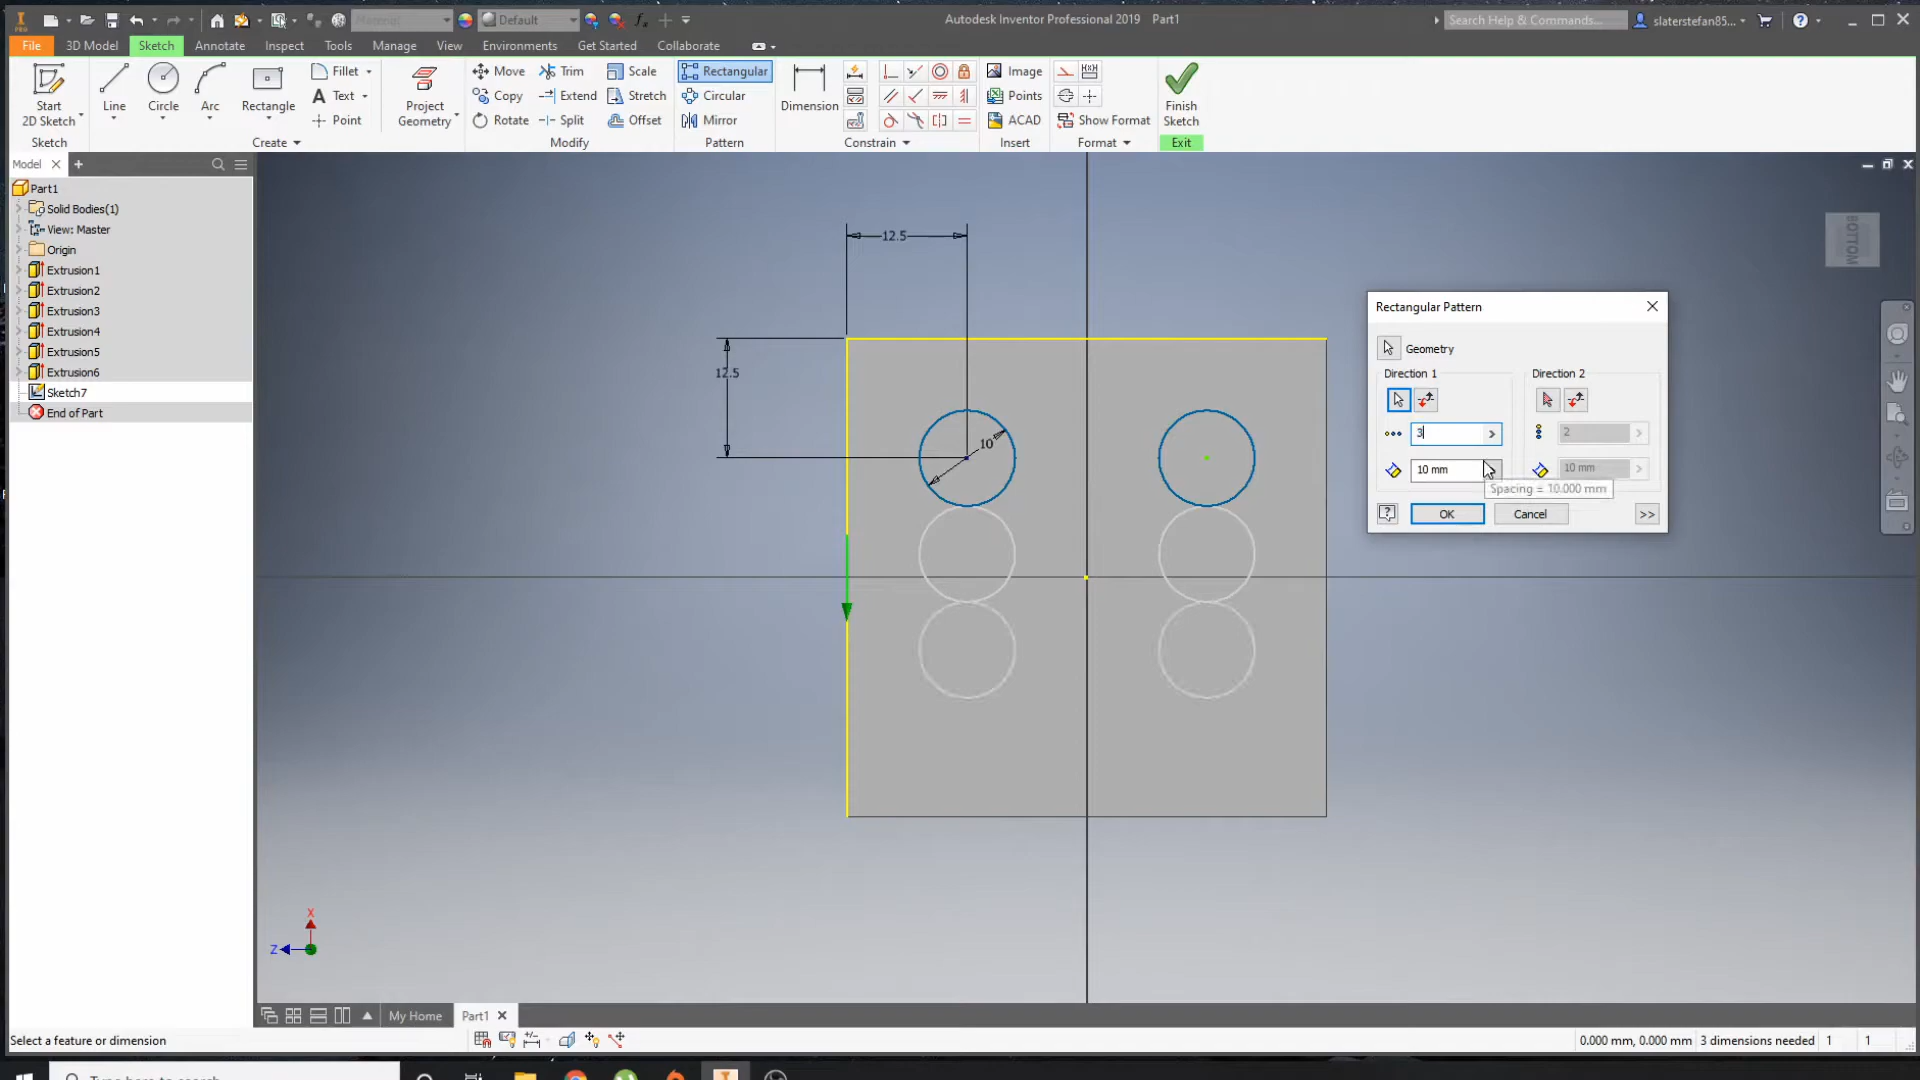 Material
Default
Autodesk Inventor Professional 2019 Part1
Search Help & Commands...
slaterstefan85...
File
3D Model
Sketch
Annotate
Inspect
Tools
Manage
View
Environments
Get Started
Collaborate
Start
2D Sketch
Line
Circle
Arc
Rectangle
Fillet
Text
Point
Project
Geometry
Move
Copy
Rotate
Trim
Extend
Split
Scale
Stretch
Offset
Rectangular
Circular
Mirror
Dimension
Image
Points
ACAD
Show Format
Finish
Sketch
Sketch
Create
Modify
Pattern
Constrain
Insert
Format
Exit
Model
Part1
Solid Bodies(1)
View: Master
Origin
Extrusion1
Extrusion2
Extrusion3
Extrusion4
Extrusion5
Extrusion6
Sketch7
End of Part
12.5
12.5
10
BOTTOM
Rectangular Pattern
Geometry
Direction 1
Direction 2
3
2
10 mm
10 mm
Spacing = 10.000 mm
OK
Cancel
>>
X
Z
My Home
Part1
Select a feature or dimension
0.000 mm, 0.000 mm 3 dimensions needed 1 1
Type here to search